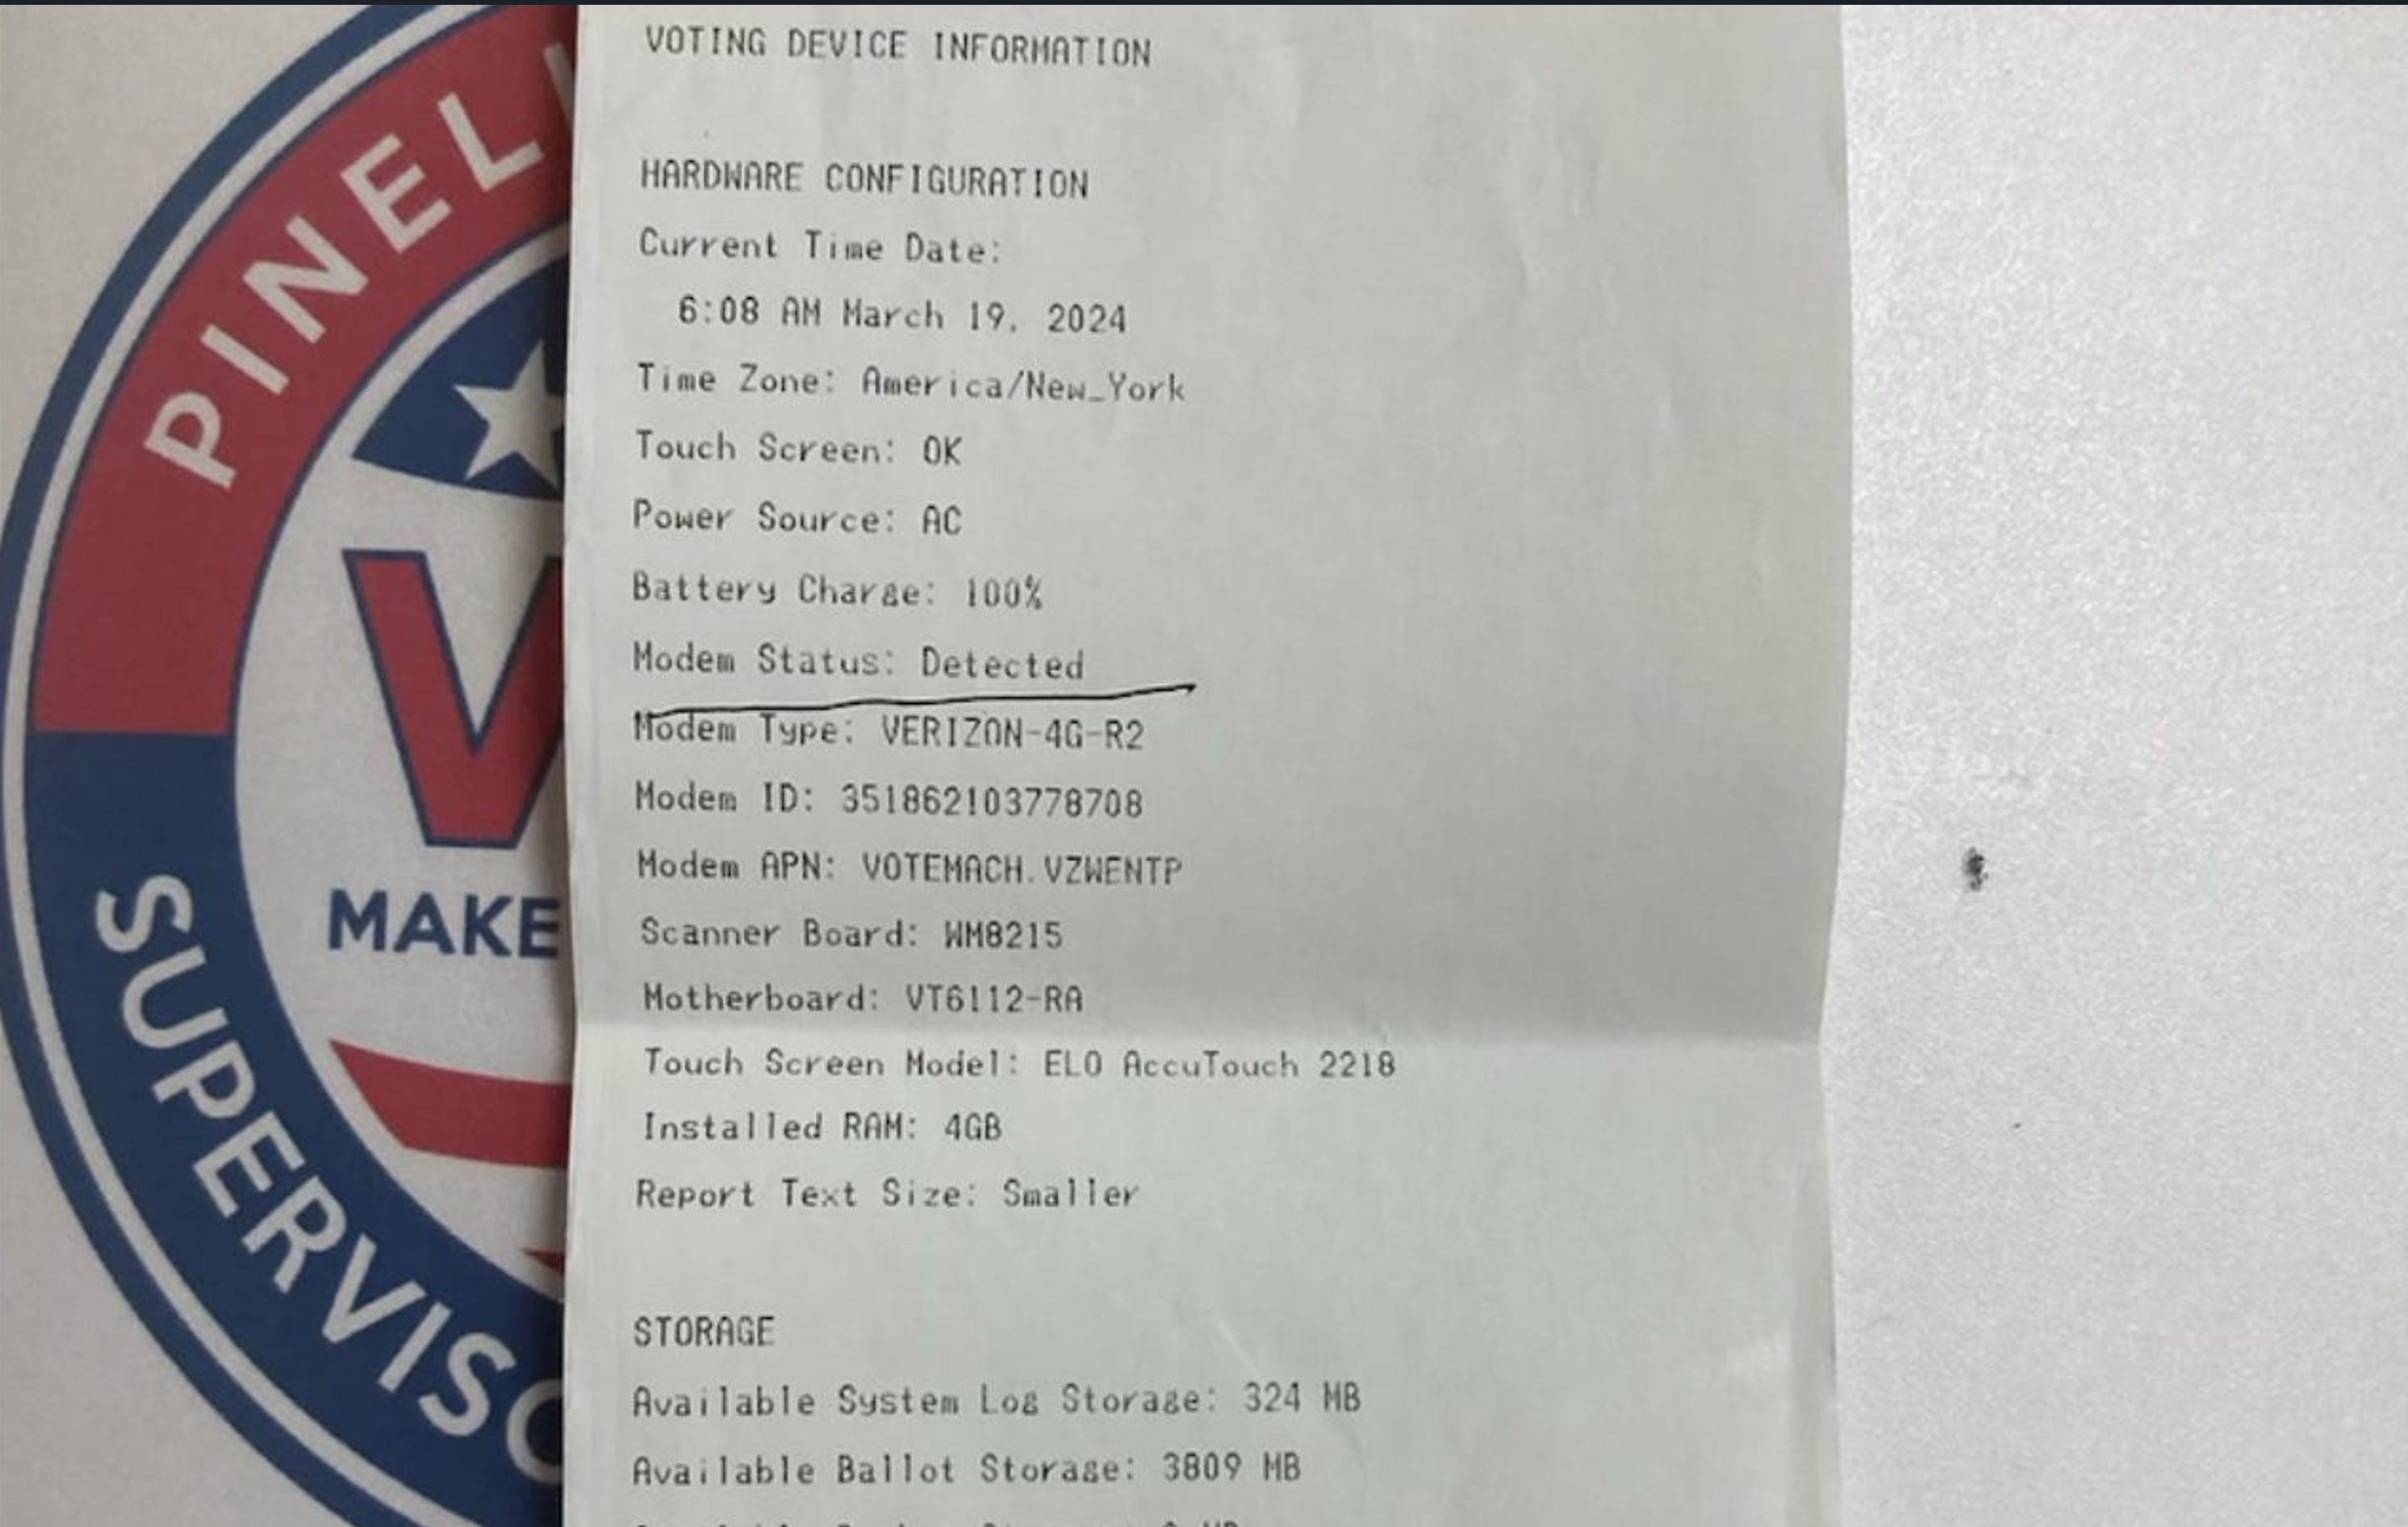 VOTING DEVICE INFORMATION
HARDWARE CONFIGURATION
Current Time Date:
6:08 AM March 19, 2024
Time Zone: America/New_York
Touch Screen: OK
Power Source: AC
Battery Charge: 100%
Modem Status: Detected
Modem Type: VERIZON-4G-R2
Modem ID: 351862103778708
Modem APN: VOTEMACH.VZWENTP
Scanner Board: WM8215
Motherboard: VT6112-RA
Touch Screen Model: ELO AccuTouch 2218
Installed RAM: 4GB
Report Text Size: Smaller
STORAGE
Available System Log Storage: 324 MB
Available Ballot Storage: 3809 MB
PINEL
V
MAKE
SUPERVISO